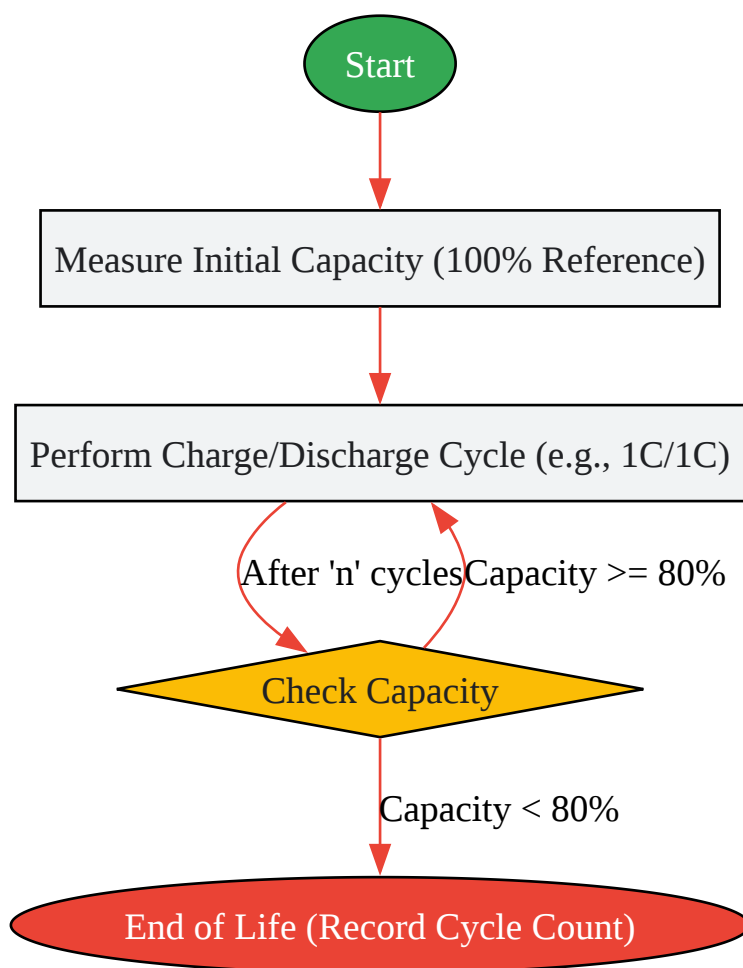 Start
Measure Initial Capacity (100% Reference)
Perform Charge/Discharge Cycle (e.g., 1C/1C)
After 'n' cycles
Capacity >= 80%
Check Capacity
Capacity < 80%
End of Life (Record Cycle Count)